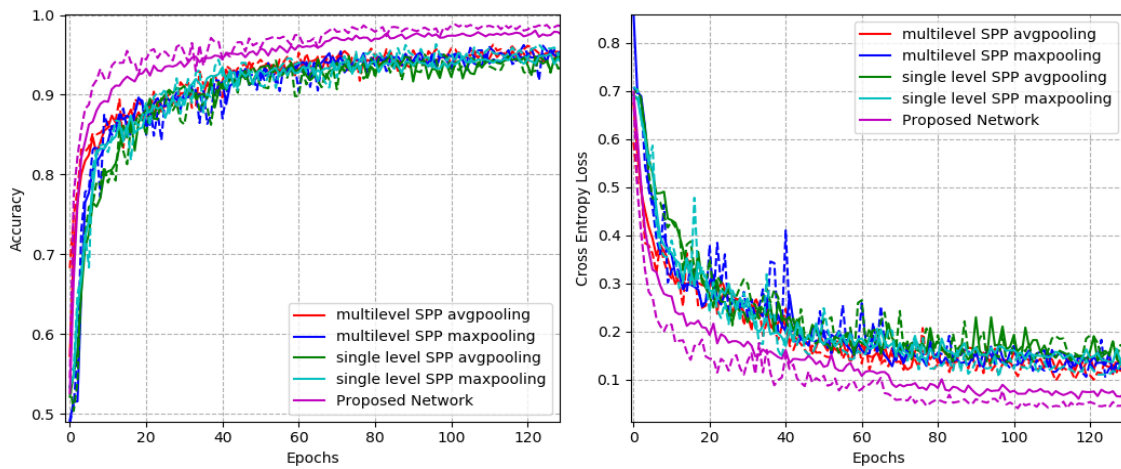 1.0
0.9
0.8
0.7
0.6
0.5
Accuracy
0 20 40 60 80 100 120
Epochs
multilevel SPP avgpooling
multilevel SPP maxpooling
single level SPP avgpooling
single level SPP maxpooling
Proposed Network
0.8
0.7
0.6
0.5
0.4
0.3
0.2
0.1
Cross Entropy Loss
0 20 40 60 80 100 120
Epochs
multilevel SPP avgpooling
multilevel SPP maxpooling
single level SPP avgpooling
single level SPP maxpooling
Proposed Network